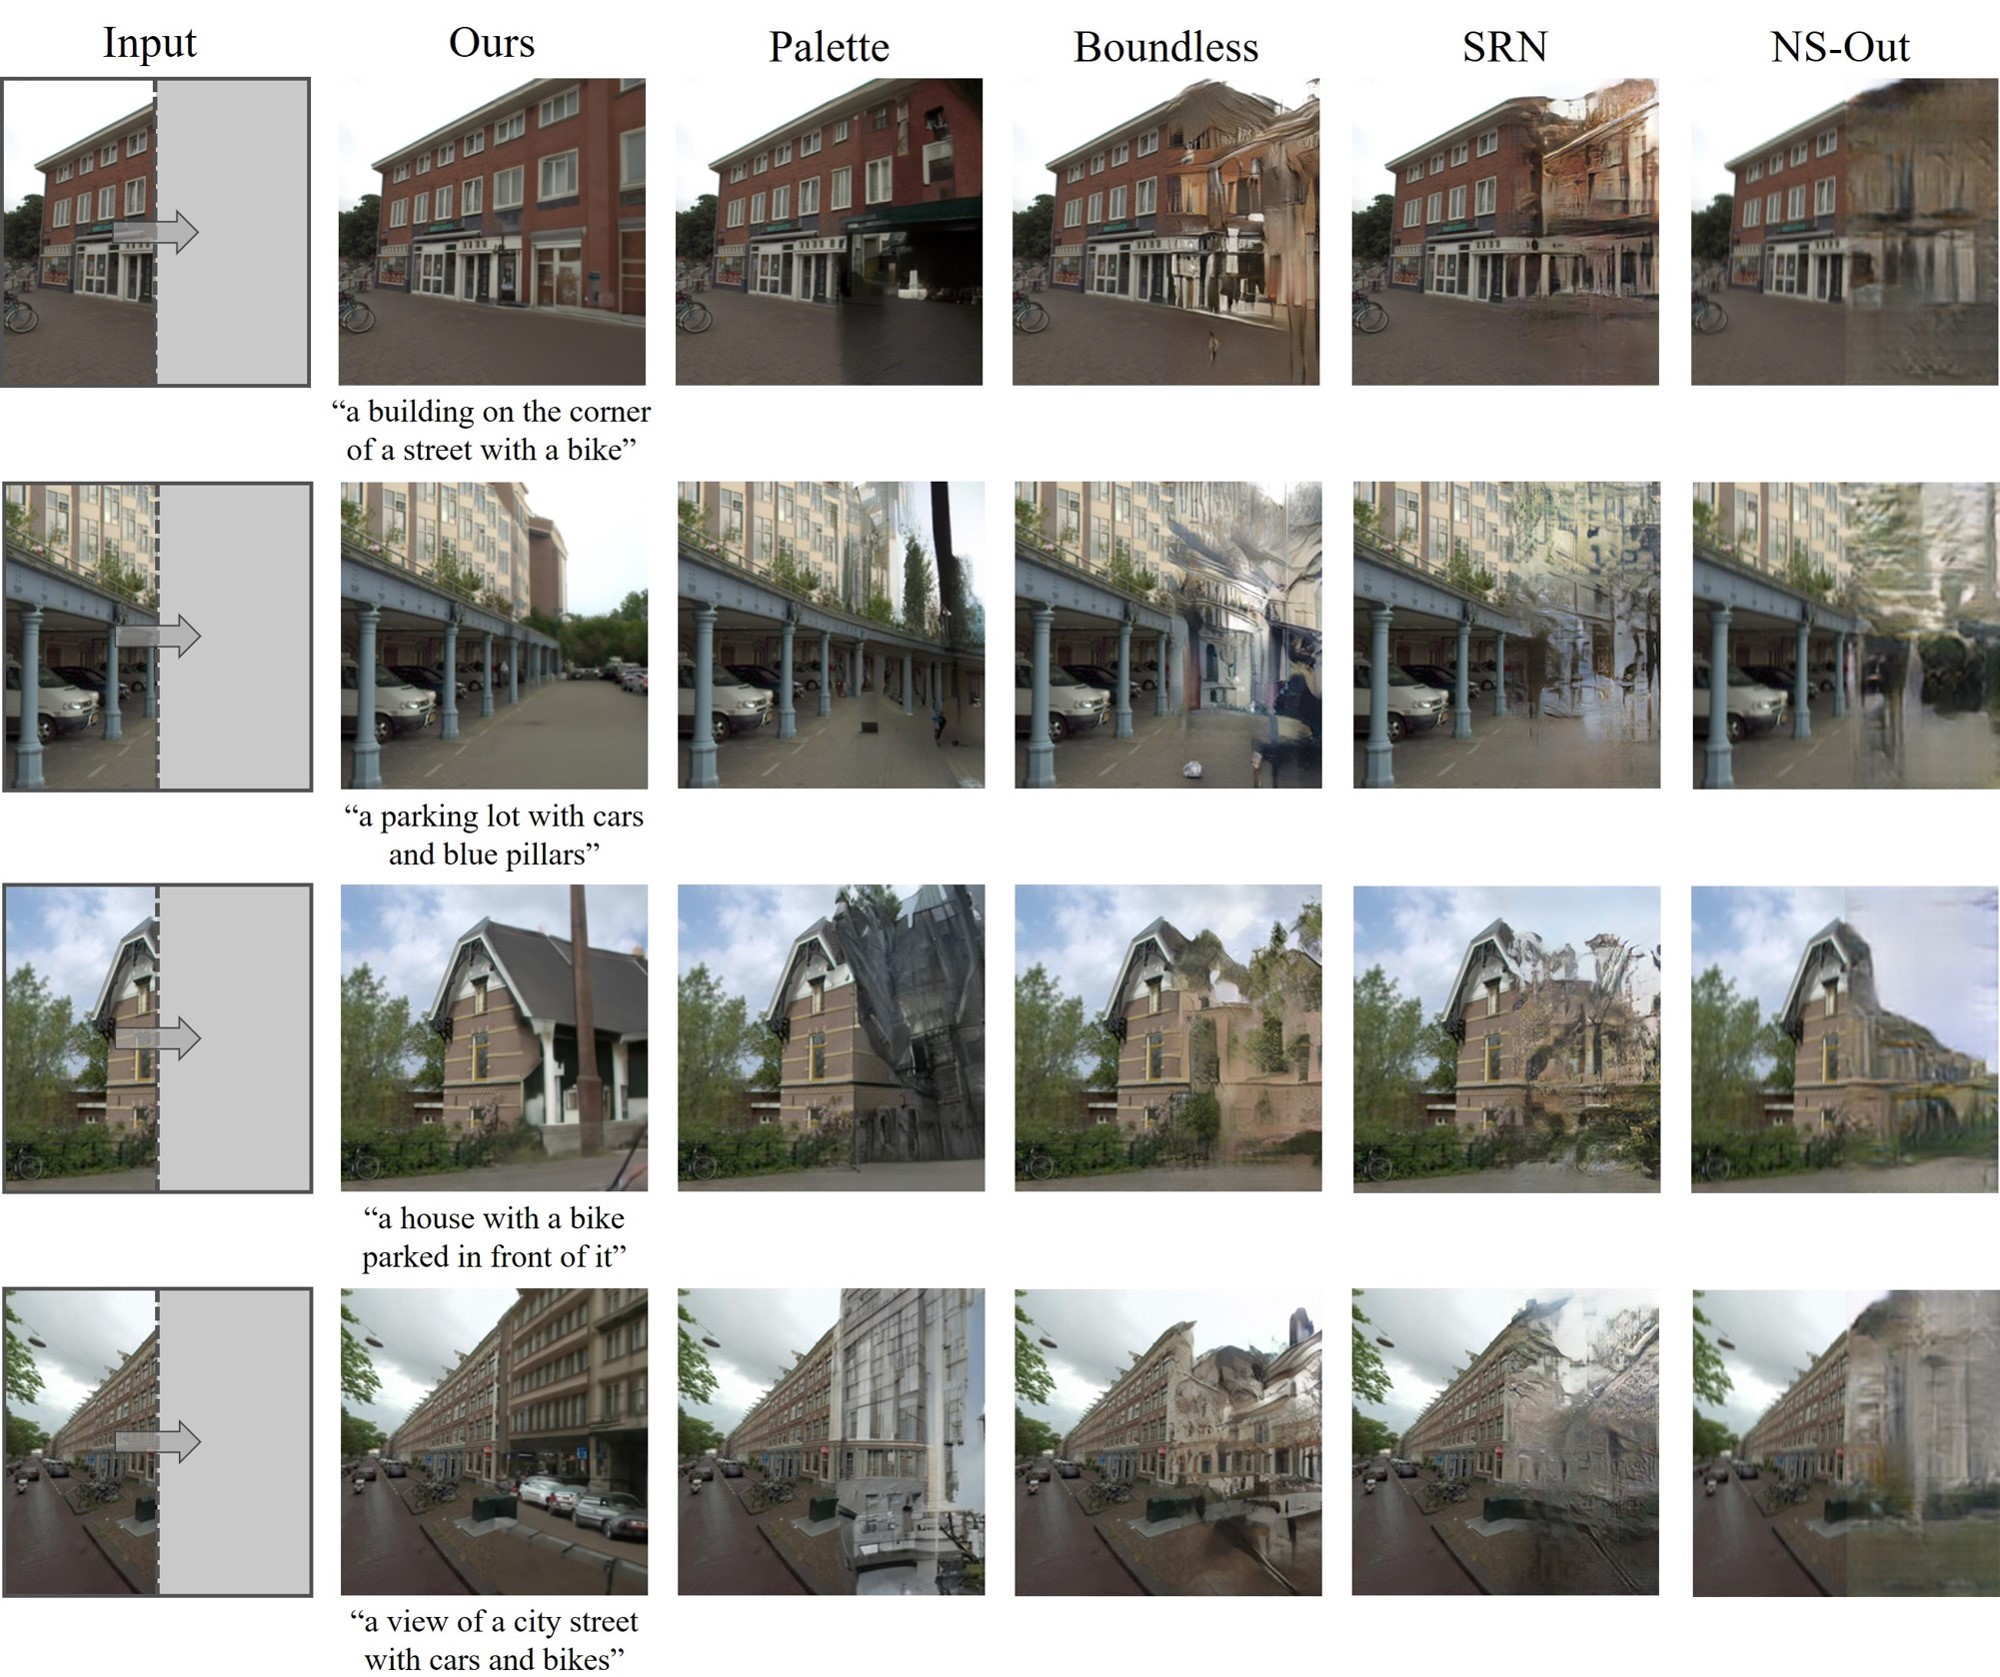 Input
Ours
Palette
Boundless
SRN
NS-Out
“a building on the corner
of a street with a bike”
“a parking lot with cars
and blue pillars”
“a house with a bike
parked in front of it”
“a view of a city street
with cars and bikes”